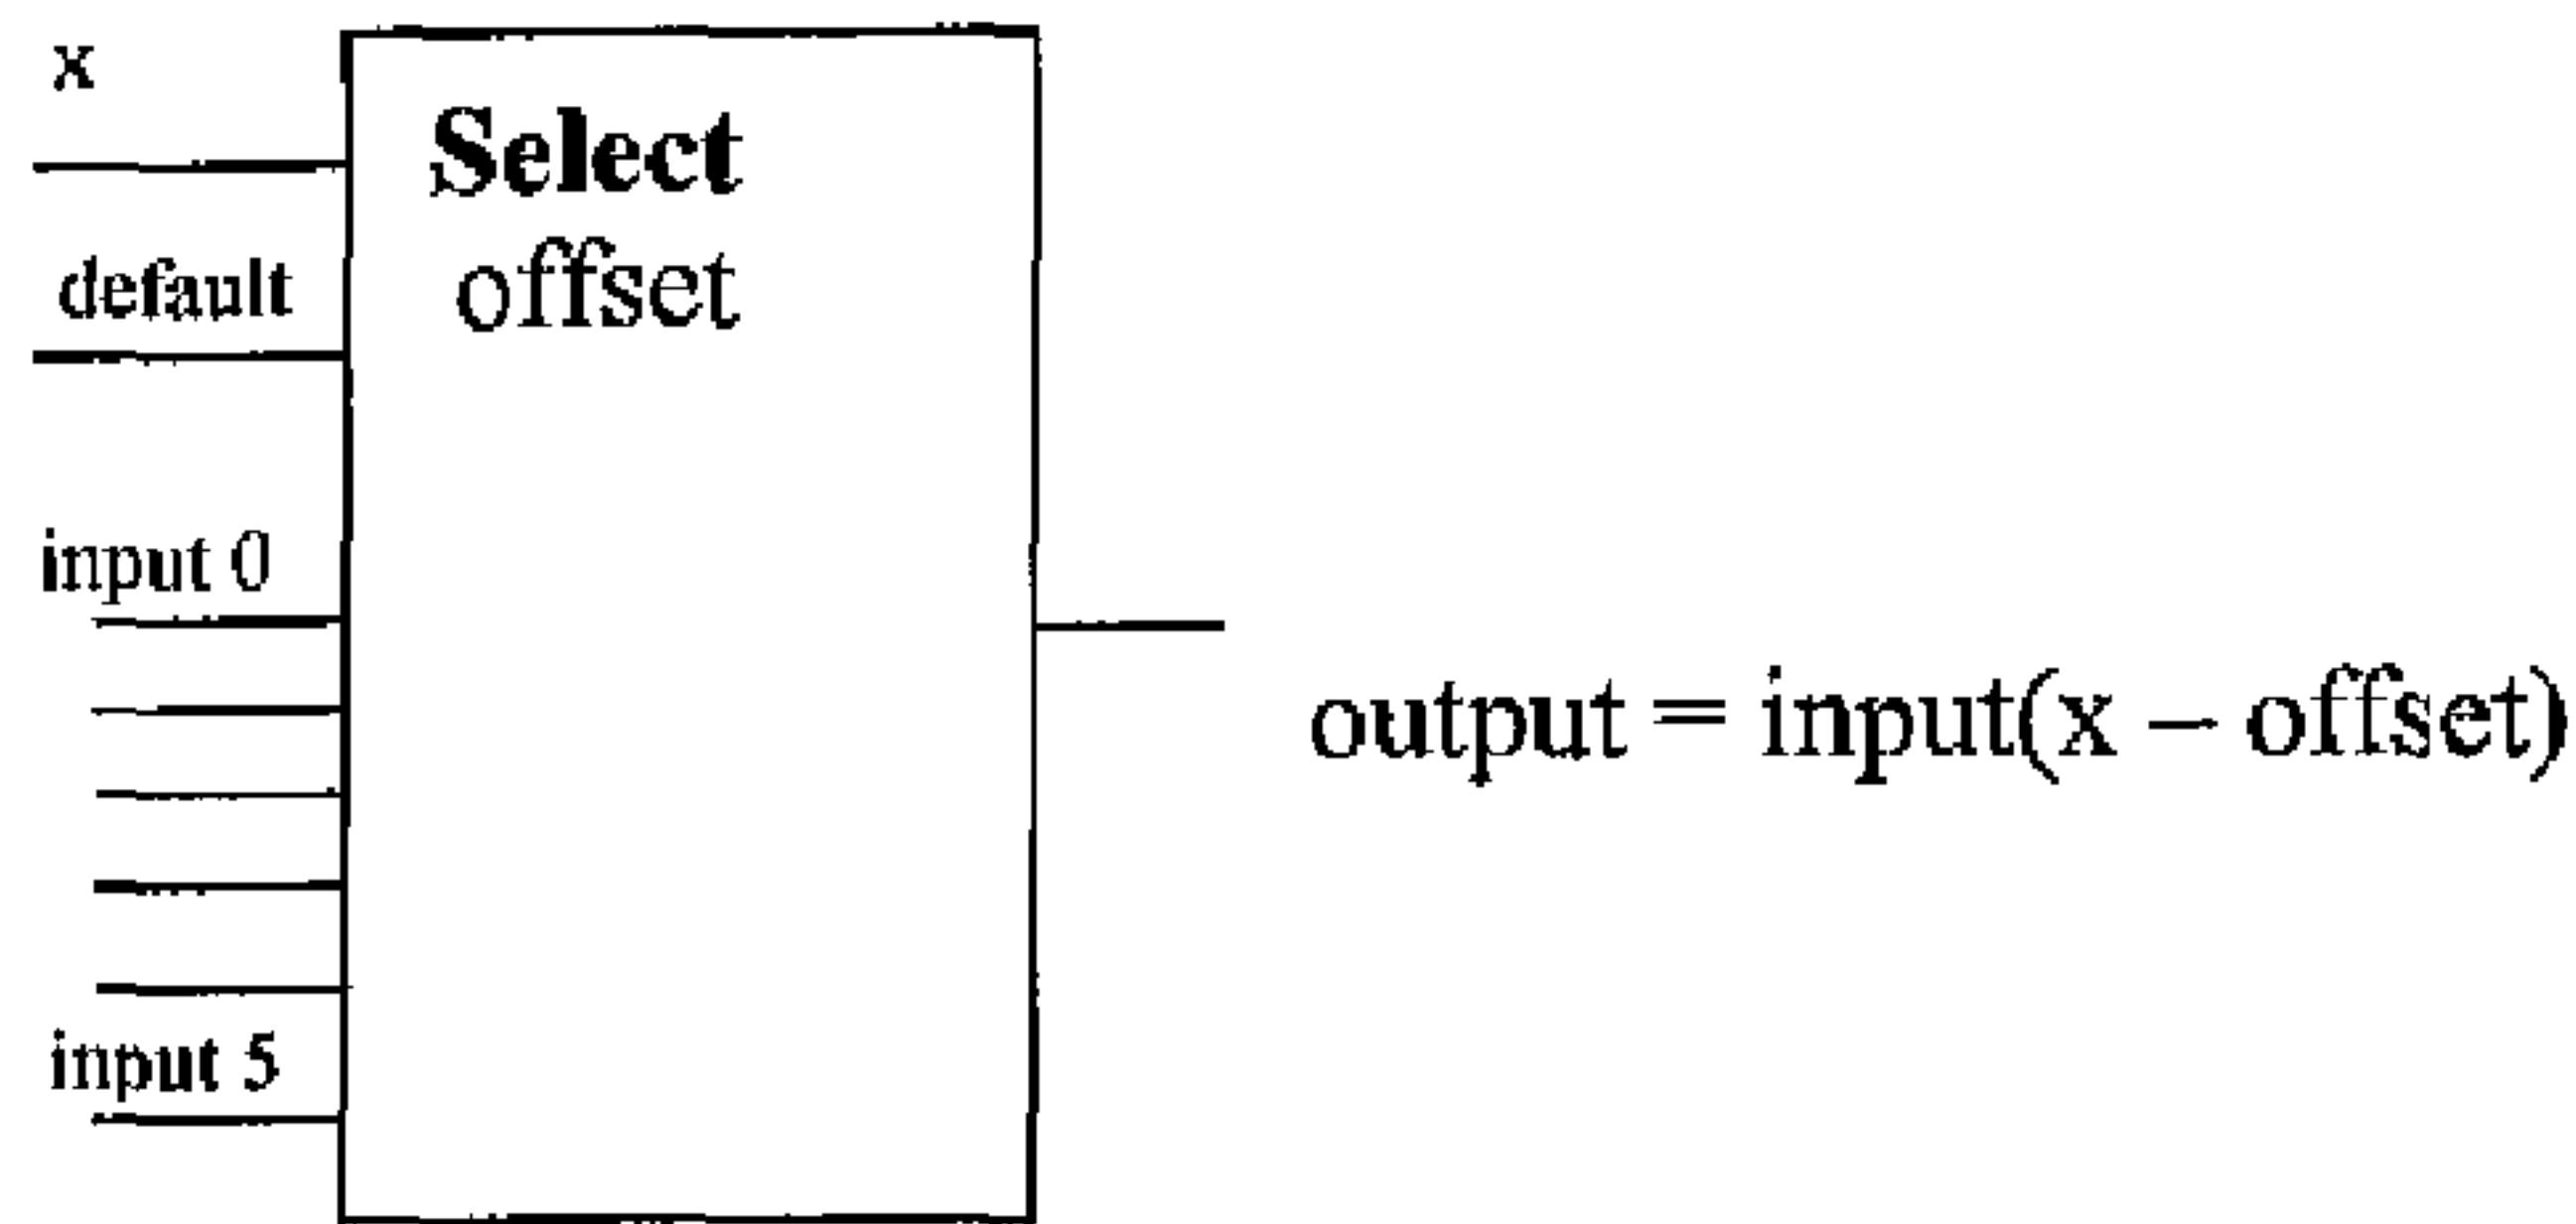 x
Select
default
offset
input 0
output = input(x – offset)
input 5